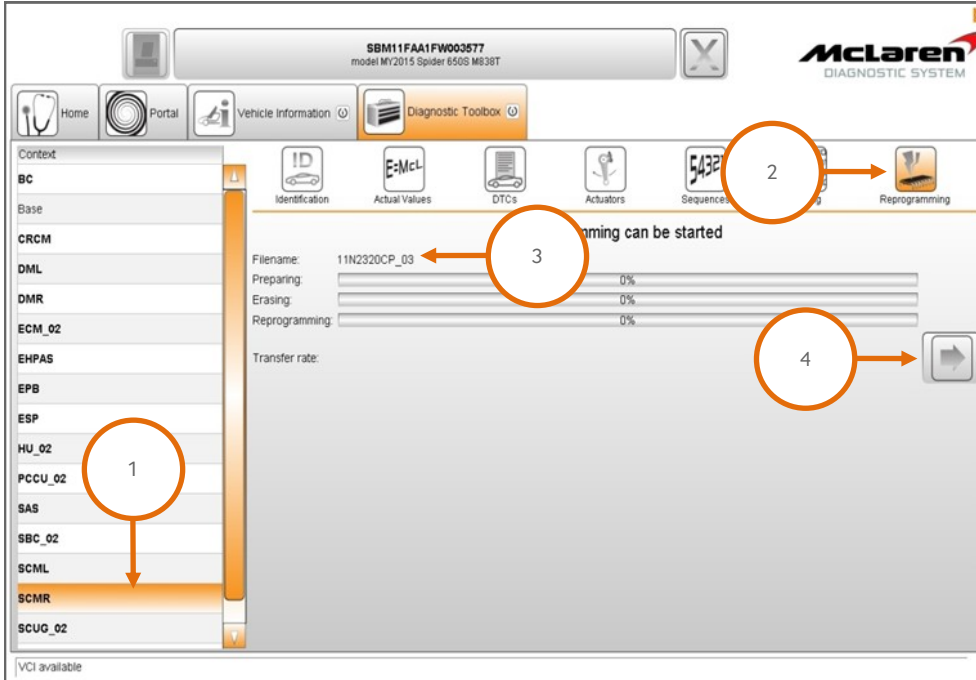 SBM11FAA1FW003577
model MY2015 Spider 650S M838T
McLaren
DIAGNOSTIC SYSTEM
Home
Portal
Vehicle Information
Diagnostic Toolbox
Context
BC
Base
CRCM
DML
DMR
ECM_02
EHPAS
EPB
ESP
HU_02
PCCU_02
SAS
SBC_02
SCML
SCMR
SCUG_02
ID
Identification
E=McL
Actual Values
DTCs
Actuators
5432
Sequences
Reprogramming
can be started
Filename: 11N2320CP_03
Preparing: 0%
Erasing: 0%
Reprogramming: 0%
Transfer rate:
1
2
3
4
VCI available